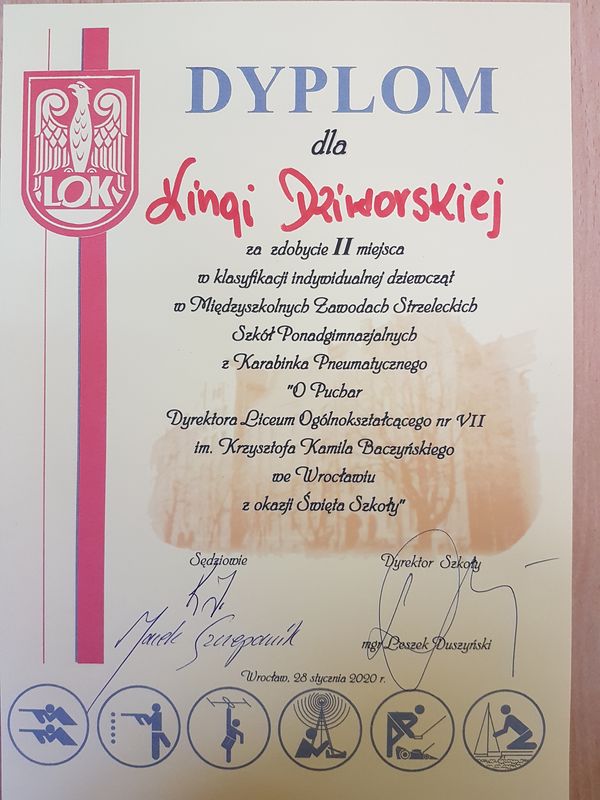 DYPLOM
LOK
dla
Kingi Dziworskiej
za zdobycie II miejsca
w klasyfikacji indywidualnej dziewcząt
w Międzyszkolnych Zawodach Strzeleckich
Szkół Ponadgimnazjalnych
z Karabinka Pneumatycznego
"O Puchar
Dyrektora Liceum Ogólnokształcącego nr VII
im. Krzysztofa Kamila Baczyńskiego
we Wrocławiu
z okazji Święta Szkoły"
Sędziowie
Dyrektor Szkoły
Marek Szczepanik
mgr Leszek Duszyński
Wrocław, 28 stycznia 2020 r.